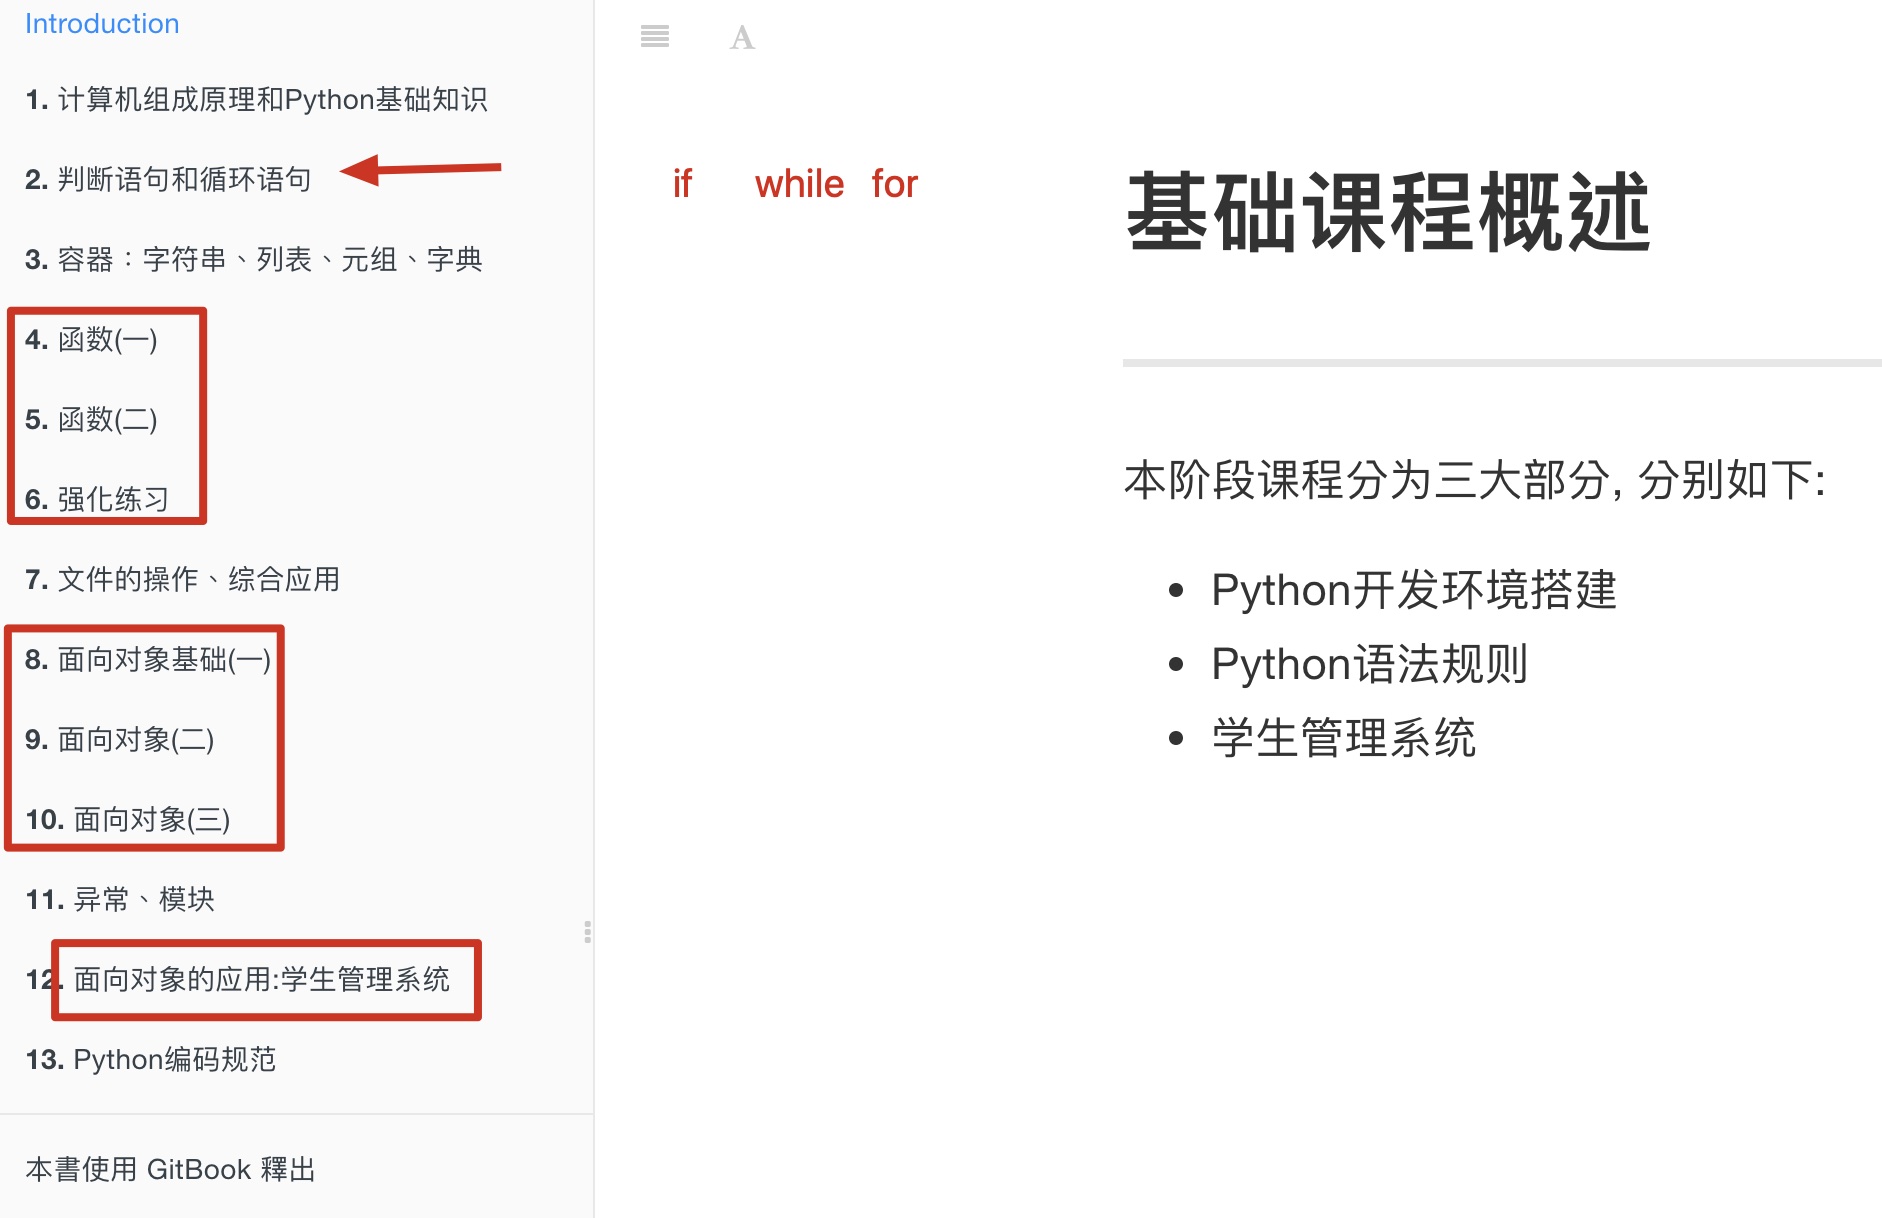 Introduction
1. 计算机组成原理和Python基础知识
2. 判断语句和循环语句
3. 容器：字符串、列表、元组、字典
4. 函数(一)
5. 函数(二)
6. 强化练习
7. 文件的操作、综合应用
8. 面向对象基础(一)
9. 面向对象(二)
10. 面向对象(三)
11. 异常、模块
12. 面向对象的应用:学生管理系统
13. Python编码规范
本書使用 GitBook 釋出
A
if while for
基础课程概述
本阶段课程分为三大部分, 分别如下:
• Python开发环境搭建
• Python语法规则
• 学生管理系统